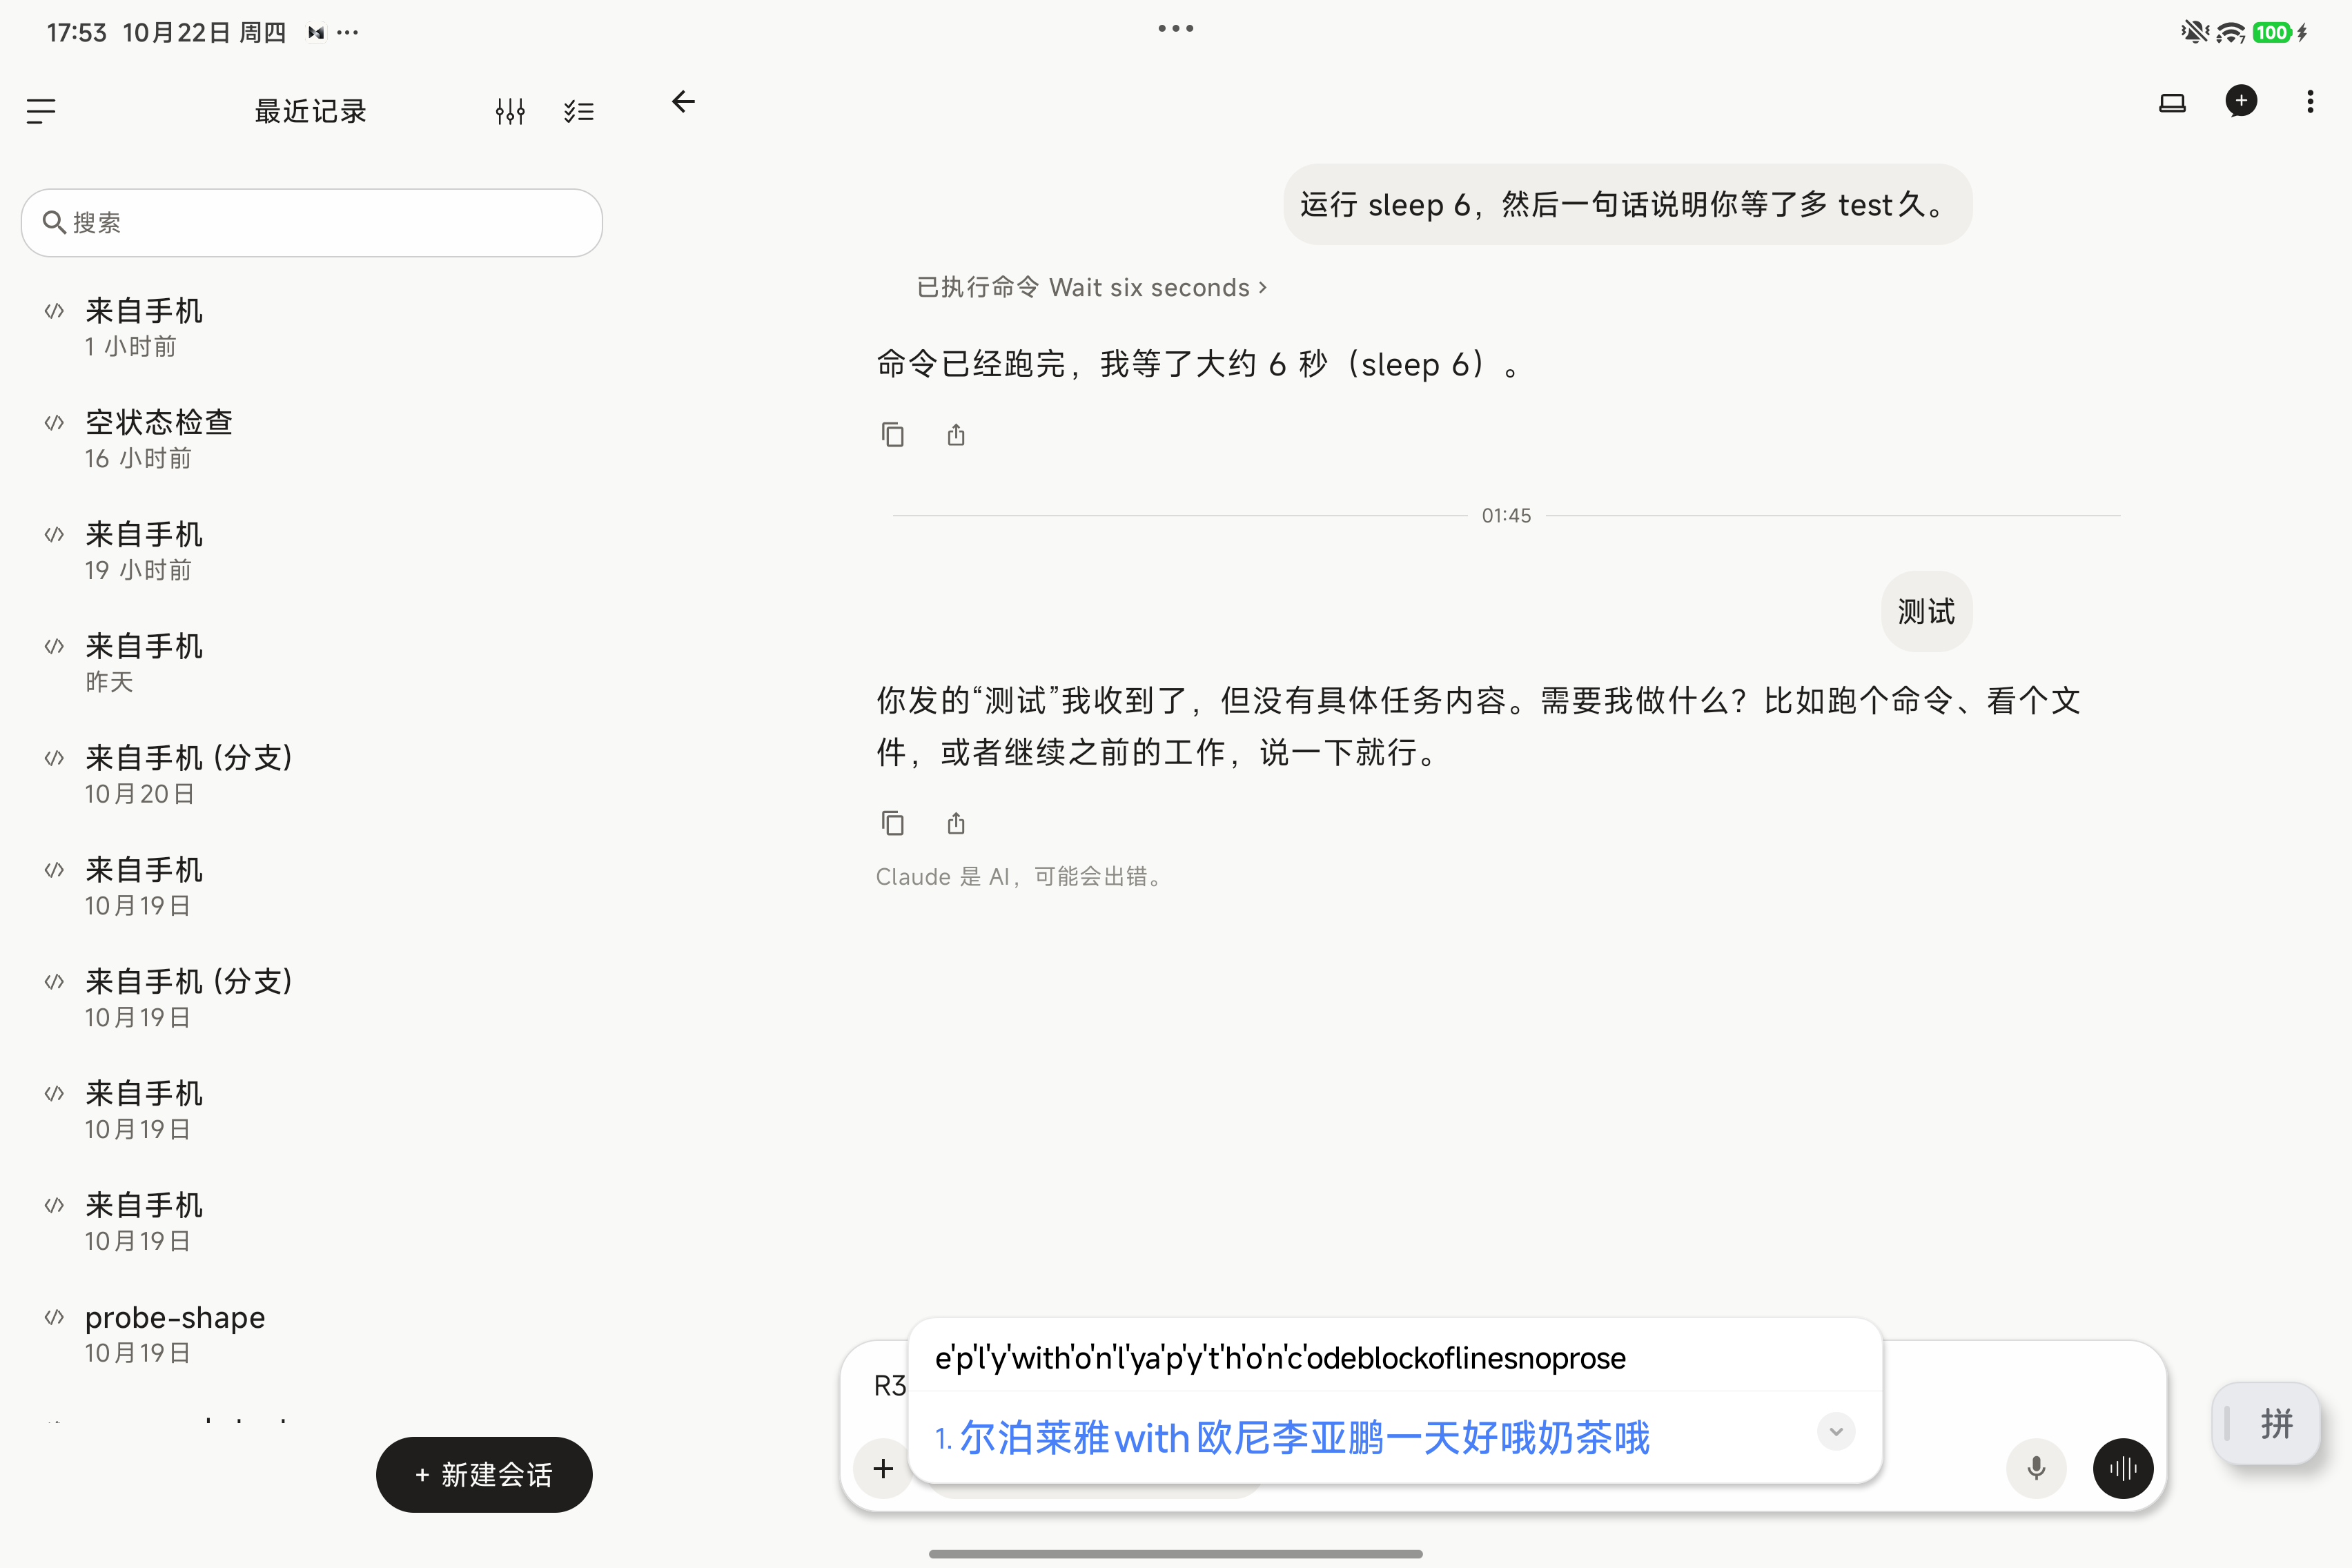 17:53 10月22日 周四
100
最近记录
搜索
来自手机
1 小时前
空状态检查
16 小时前
来自手机
19 小时前
来自手机
昨天
来自手机 (分支)
10月20日
来自手机
10月19日
来自手机 (分支)
10月19日
来自手机
10月19日
来自手机
10月19日
probe-shape
10月19日
+ 新建会话
运行 sleep 6，然后一句话说明你等了多 test久。
已执行命令 Wait six seconds
命令已经跑完，我等了大约 6 秒（sleep 6）。
01:45
测试
你发的“测试”我收到了，但没有具体任务内容。需要我做什么？比如跑个命令、看个文
件，或者继续之前的工作，说一下就行。
Claude 是 AI，可能会出错。
R3
e'p'l'y'with'o'n'l'ya'p'y't'h'o'n'c'odeblockoflinesnoprose
1. 尔泊莱雅with欧尼李亚鹏一天好哦奶茶哦
拼